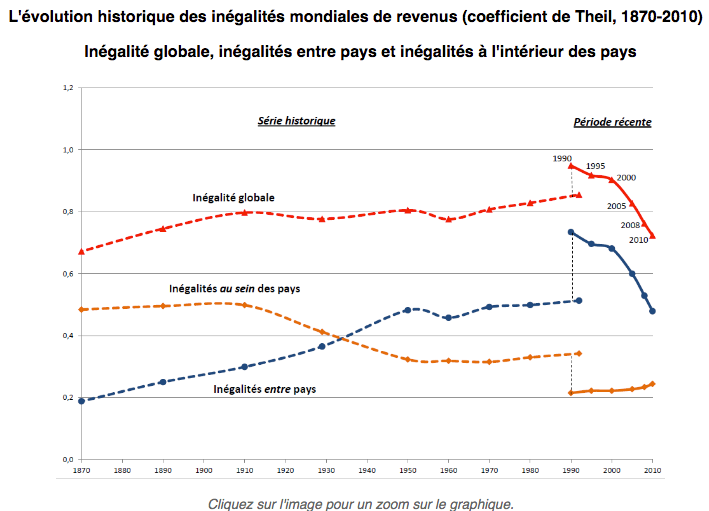 L'évolution historique des inégalités mondiales de revenus (coefficient de Theil, 1870-2010)
Inégalité globale, inégalités entre pays et inégalités à l'intérieur des pays
1,2
Série historique
Période récente
1,0
1990
1995
2000
Inégalité globale
0,8
2005
2008
2010
0,6
Inégalités au sein des pays
0,4
Inégalités entre pays
0,2
0,0
1870 1880 1890 1900 1910 1920 1930 1940 1950 1960 1970 1980 1990 2000 2010
Cliquez sur l'image pour un zoom sur le graphique.